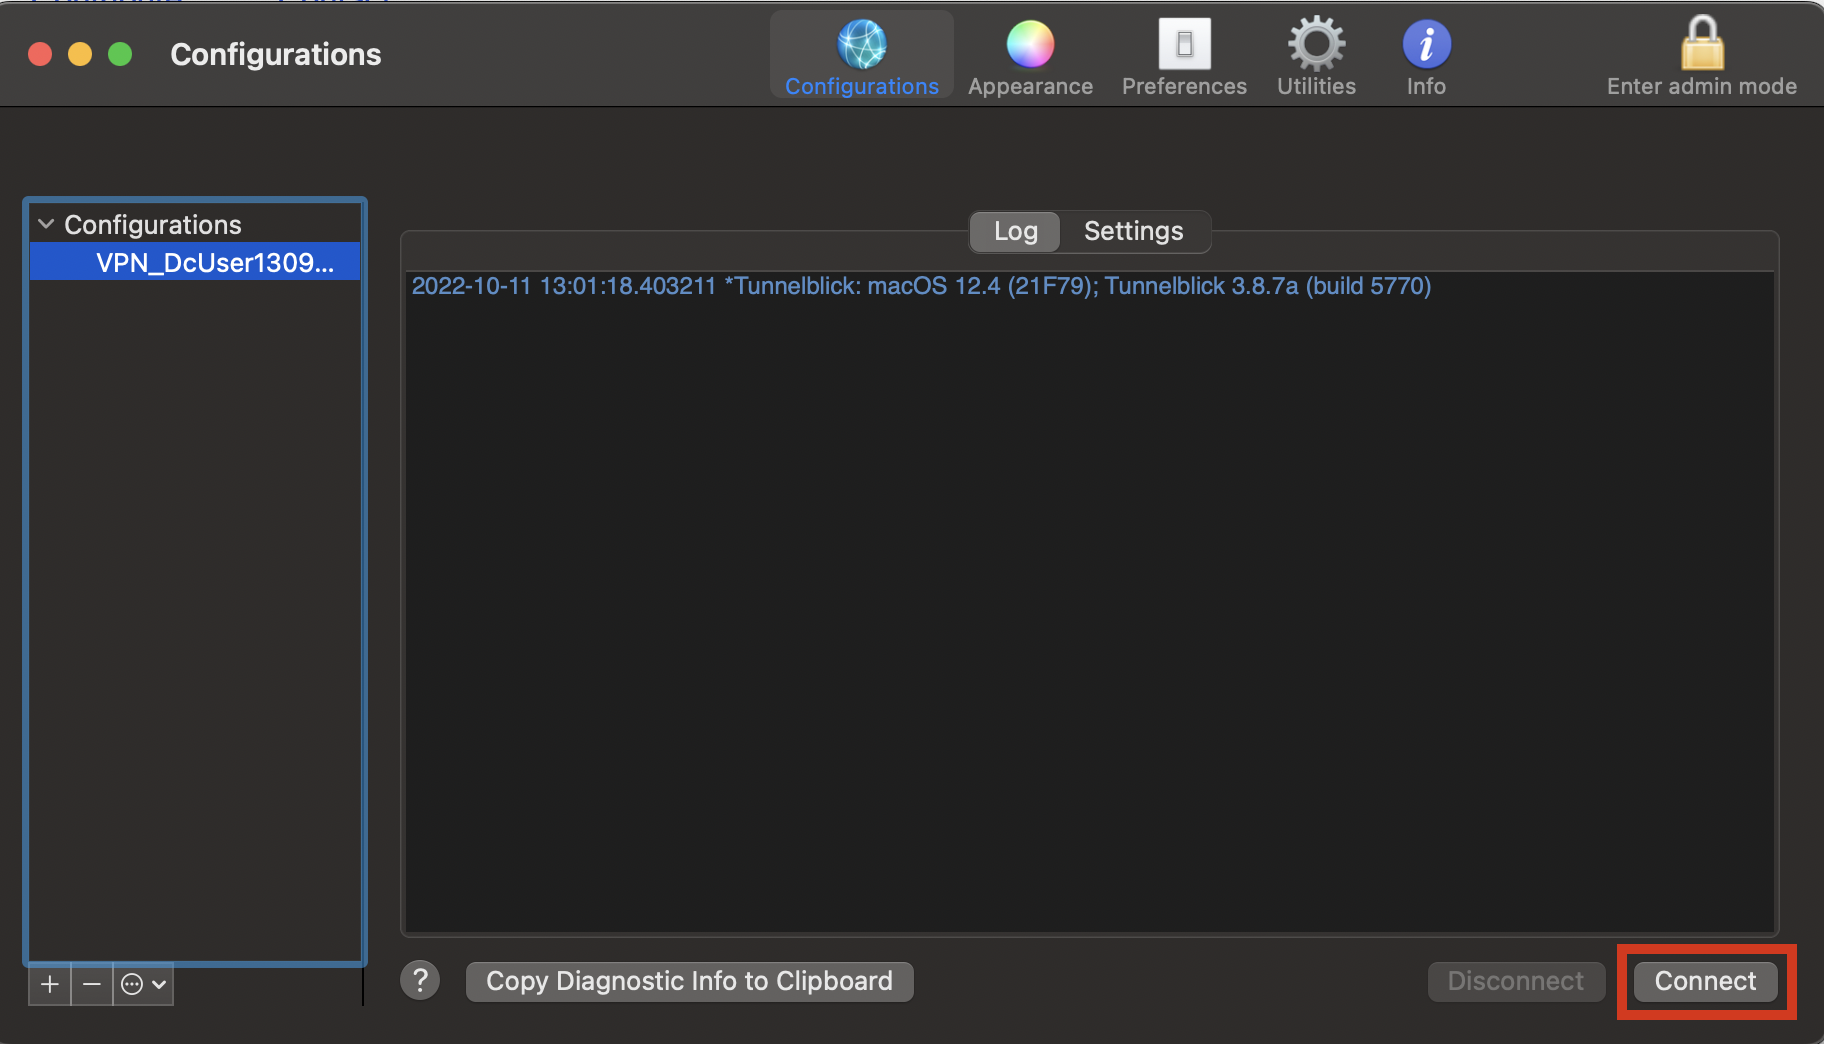 Configurations
Configurations
Appearance
Preferences
Utilities
Info
Enter admin mode
Configurations
VPN_DcUser1309...
Log
Settings
2022-10-11 13:01:18.403211 *Tunnelblick: macOS 12.4 (21F79); Tunnelblick 3.8.7a (build 5770)
?
Copy Diagnostic Info to Clipboard
Disconnect
Connect